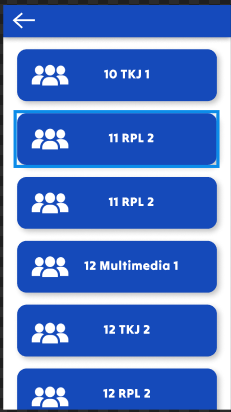 10 TKJ 1
11 RPL 2
11 RPL 2
12 Multimedia 1
12 TKJ 2
12 RPL 2